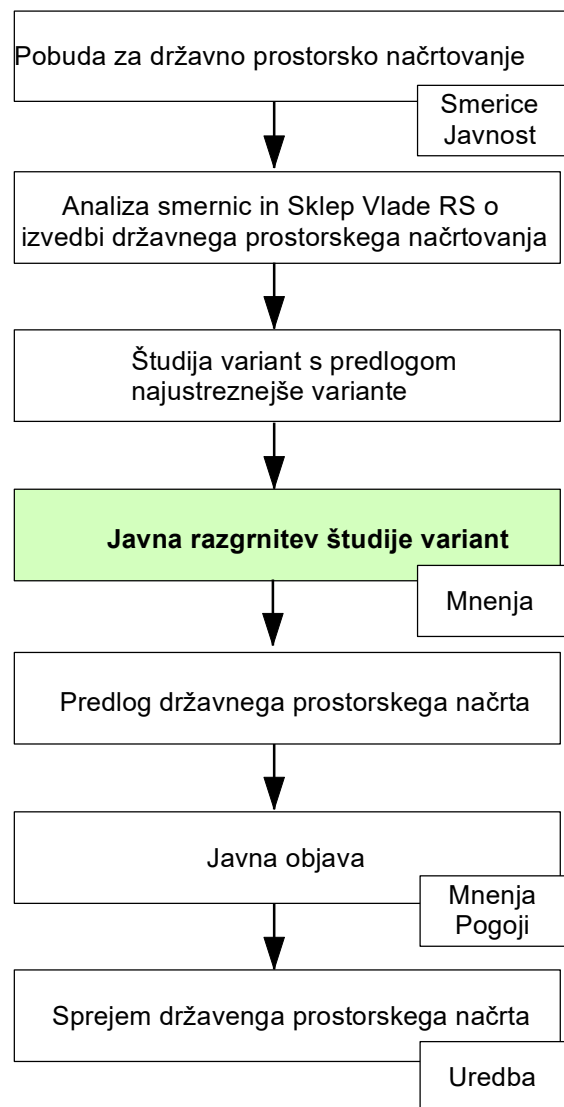 Pobuda za državno prostorsko načrtovanje
Smerice
Javnost
Analiza smernic in Sklep Vlade RS o
izvedbi državnega prostorskega načrtovanja
Študija variant s predlogom
najustreznejše variante
Javna razgrnitev študije variant
Mnenja
Predlog državnega prostorskega načrta
Javna objava
Mnenja
Pogoji
Sprejem državenga prostorskega načrta
Uredba